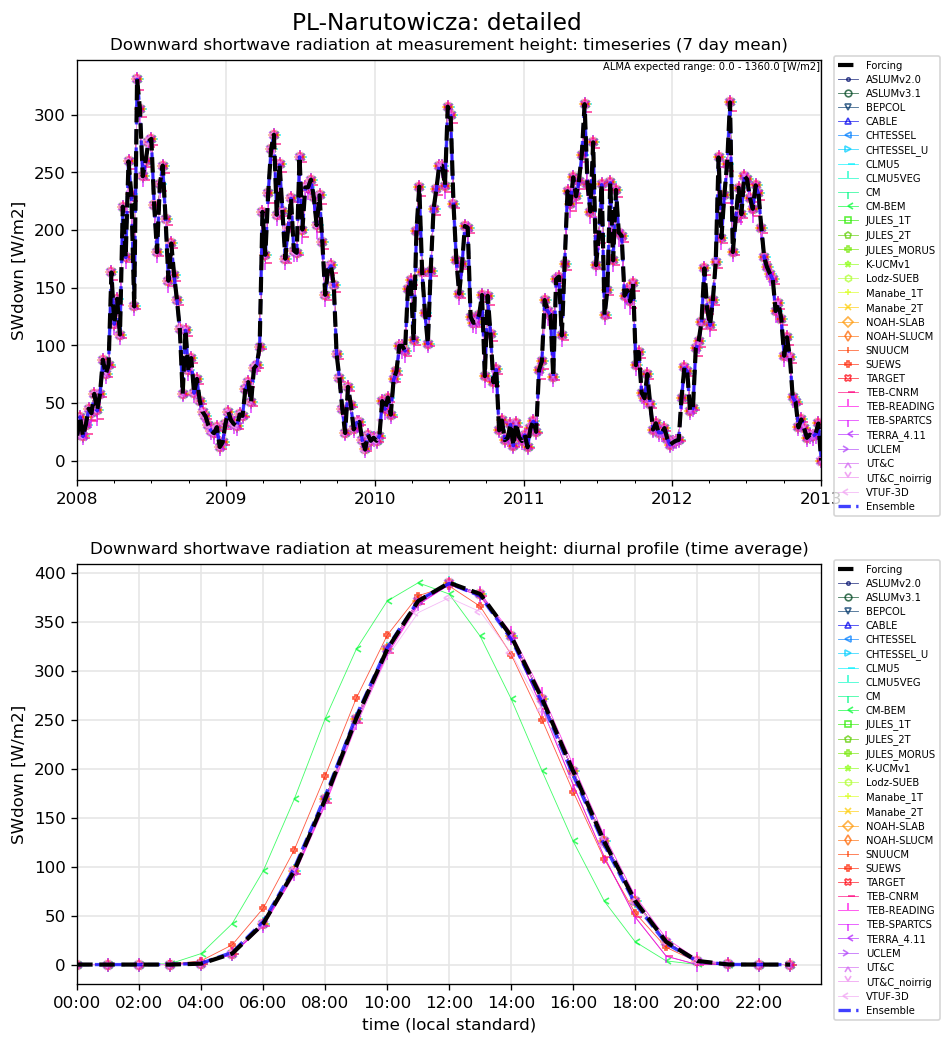 PL-Narutowicza: detailed
Downward shortwave radiation at measurement height: timeseries (7 day mean)
ALMA expected range: 0.0 - 1360.0 [W/m2]
SWdown [W/m2]
300
250
200
150
100
50
0
2008 2009 2010 2011 2012 2013
Forcing
ASLUMv2.0
ASLUMv3.1
BEPCOL
CABLE
CHTESSEL
CHTESSEL_U
CLMU5
CLMU5VEG
CM
CM-BEM
JULES_1T
JULES_2T
JULES_MORUS
K-UCMv1
Lodz-SUEB
Manabe_1T
Manabe_2T
NOAH-SLAB
NOAH-SLUCM
SNUUCM
SUEWS
TARGET
TEB-CNRM
TEB-READING
TEB-SPARTCS
TERRA_4.11
UCLEM
UT&C
UT&C_noirrig
VTUF-3D
Ensemble
Downward shortwave radiation at measurement height: diurnal profile (time average)
SWdown [W/m2]
400
350
300
250
200
150
100
50
0
00:00 02:00 04:00 06:00 08:00 10:00 12:00 14:00 16:00 18:00 20:00 22:00
time (local standard)
Forcing
ASLUMv2.0
ASLUMv3.1
BEPCOL
CABLE
CHTESSEL
CHTESSEL_U
CLMU5
CLMU5VEG
CM
CM-BEM
JULES_1T
JULES_2T
JULES_MORUS
K-UCMv1
Lodz-SUEB
Manabe_1T
Manabe_2T
NOAH-SLAB
NOAH-SLUCM
SNUUCM
SUEWS
TARGET
TEB-CNRM
TEB-READING
TEB-SPARTCS
TERRA_4.11
UCLEM
UT&C
UT&C_noirrig
VTUF-3D
Ensemble